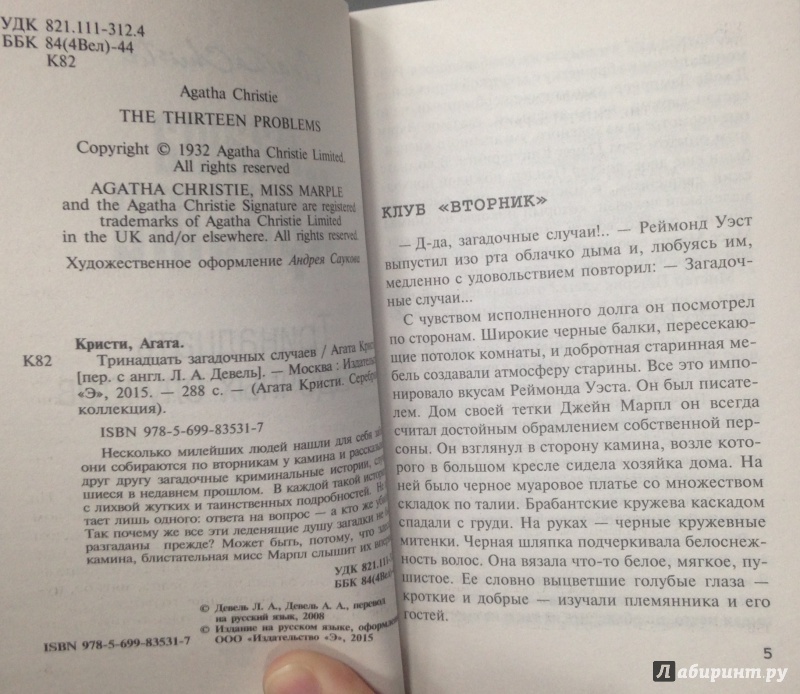 УДК 821.111-312.4
ББК 84(4Вел)-44
К82
Agatha Christie
THE THIRTEEN PROBLEMS
Copyright © 1932 Agatha Christie Limited.
All rights reserved
AGATHA CHRISTIE, MISS MARPLE
and the Agatha Christie Signature are registered
trademarks of Agatha Christie Limited
in the UK and/or elsewhere. All rights reserved.
Художественное оформление Андрея Саукова
Кристи, Агата.
К82
Тринадцать загадочных случаев / Агата
[пер. с англ. Л. А. Девель]. — Москва :
«Э», 2015. — 288 с. — (Агата Кристи.
коллекция).
ISBN 978-5-699-83531-7
Несколько милейших людей нашли для себя
они собираются по вторникам у камина и
друг другу загадочные криминальные истории,
шиеся в недавнем прошлом. В каждой такой
с лихвой жутких и таинственных подробностей.
тает лишь одного: ответа на вопрос — а кто же
Так почему же все эти леденящие душу загадки не
разгаданы прежде? Может быть, потому, что
камина, блистательная мисс Марпл слышит их
УДК 821.111-
ББК 84(4Вел)
© Девель Л. А., Девель А. А., перевод
на русский язык, 2008
© Издание на русском языке,
ООО «Издательство «Э», 2015
ISBN 978-5-699-83531-7
КЛУБ «ВТОРНИК»
— Д-да, загадочные случаи!.. — Реймонд Уэст
выпустил изо рта облачко дыма и, любуясь им,
медленно с удовольствием повторил: — Загадоч-
ные случаи...
С чувством исполненного долга он посмотрел
по сторонам. Широкие черные балки, пересекаю-
щие потолок комнаты, и добротная старинная ме-
бель создавали атмосферу старины. Все это импо-
нировало вкусам Реймонда Уэста. Он был писате-
лем. Дом своей тетки Джейн Марпл он всегда
считал достойным обрамлением собственной пер-
соны. Он взглянул в сторону камина, возле кото-
рого в большом кресле сидела хозяйка дома. На
ней было черное муаровое платье со множеством
складок по талии. Брабантские кружева каскадом
спадали с груди. На руках — черные кружевные
митенки. Черная шляпка подчеркивала белоснеж-
ность волос. Она вязала что-то белое, мягкое, пу-
шистое. Ее словно выцветшие голубые глаза —
кроткие и добрые — изучали племянника и его
гостей.
5
Лабиринт.ру